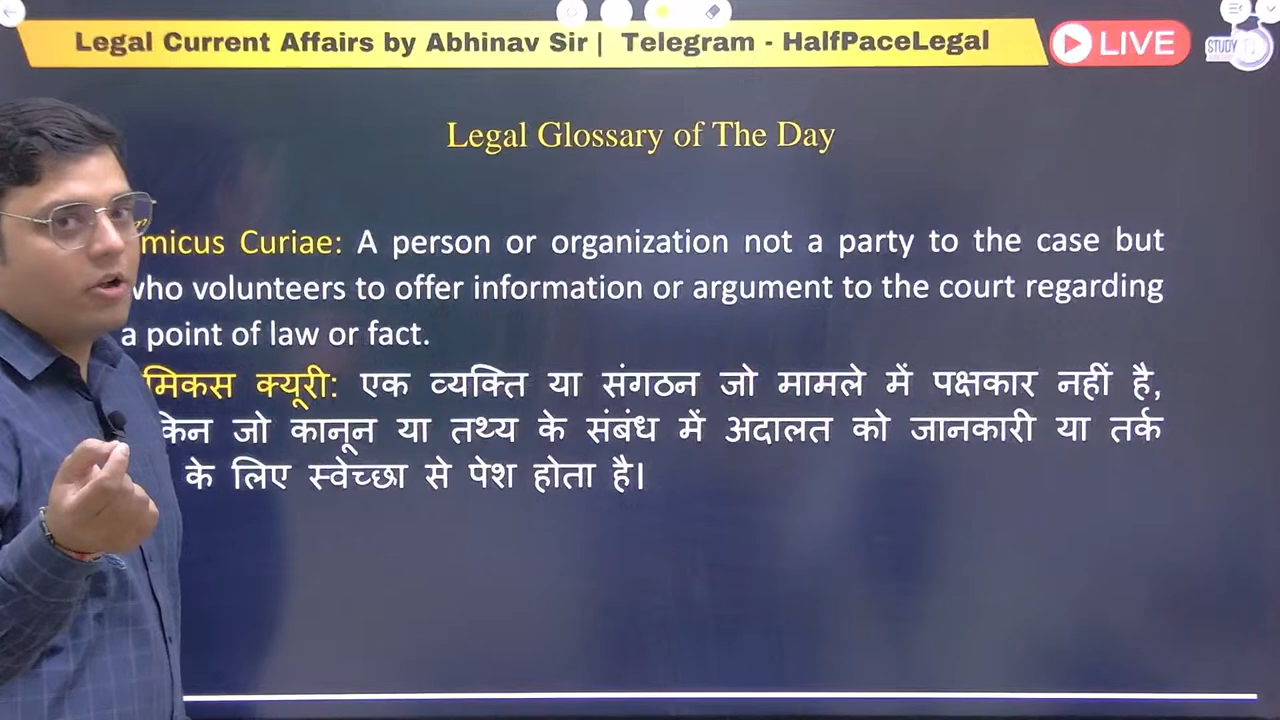 Legal Current Affairs by Abhinav Sir | Telegram - HalfPaceLegal
LIVE
STUDY
Legal Glossary of The Day
micus Curiae: A person or organization not a party to the case but
who volunteers to offer information or argument to the court regarding
a point of law or fact.
मिकस क्यूरी: एक व्यक्ति या संगठन जो मामले में पक्षकार नहीं है,
किन जो कानून या तथ्य के संबंध में अदालत को जानकारी या तर्क
के लिए स्वेच्छा से पेश होता है।